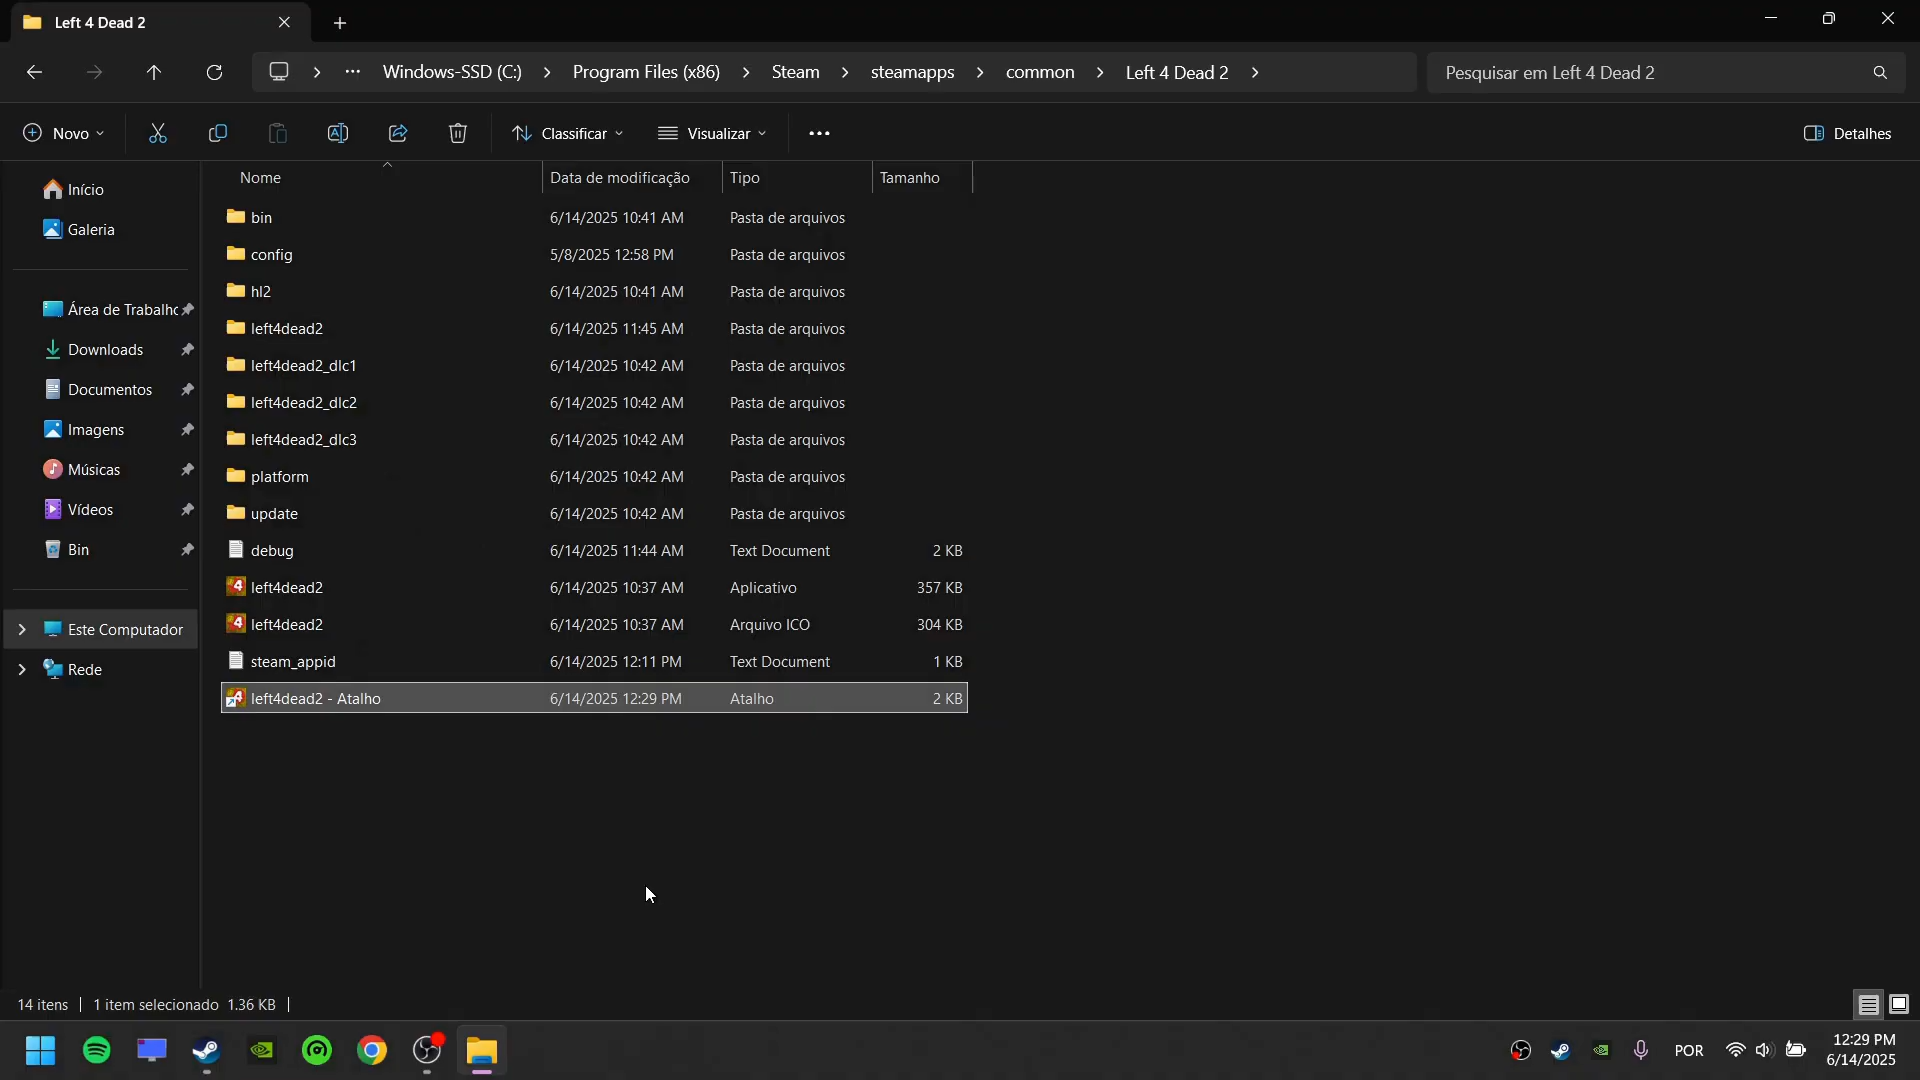 Left 4 Dead 2
Windows-SSD (C:) Program Files (x86) Steam steamapps common Left 4 Dead 2
Pesquisar em Left 4 Dead 2
Novo
Classificar
Visualizar
Detalhes
Início
Galeria
Área de Trabalho
Downloads
Documentos
Imagens
Músicas
Vídeos
Bin
Este Computador
Rede
Nome Data de modificação Tipo Tamanho
bin 6/14/2025 10:41 AM Pasta de arquivos
config 5/8/2025 12:58 PM Pasta de arquivos
hl2 6/14/2025 10:41 AM Pasta de arquivos
left4dead2 6/14/2025 11:45 AM Pasta de arquivos
left4dead2_dlc1 6/14/2025 10:42 AM Pasta de arquivos
left4dead2_dlc2 6/14/2025 10:42 AM Pasta de arquivos
left4dead2_dlc3 6/14/2025 10:42 AM Pasta de arquivos
platform 6/14/2025 10:42 AM Pasta de arquivos
update 6/14/2025 10:42 AM Pasta de arquivos
debug 6/14/2025 11:44 AM Text Document 2 KB
left4dead2 6/14/2025 10:37 AM Aplicativo 357 KB
left4dead2 6/14/2025 10:37 AM Arquivo ICO 304 KB
steam_appid 6/14/2025 12:11 PM Text Document 1 KB
left4dead2 - Atalho 6/14/2025 12:29 PM Atalho 2 KB
14 itens 1 item selecionado 1.36 KB
POR
12:29 PM
6/14/2025